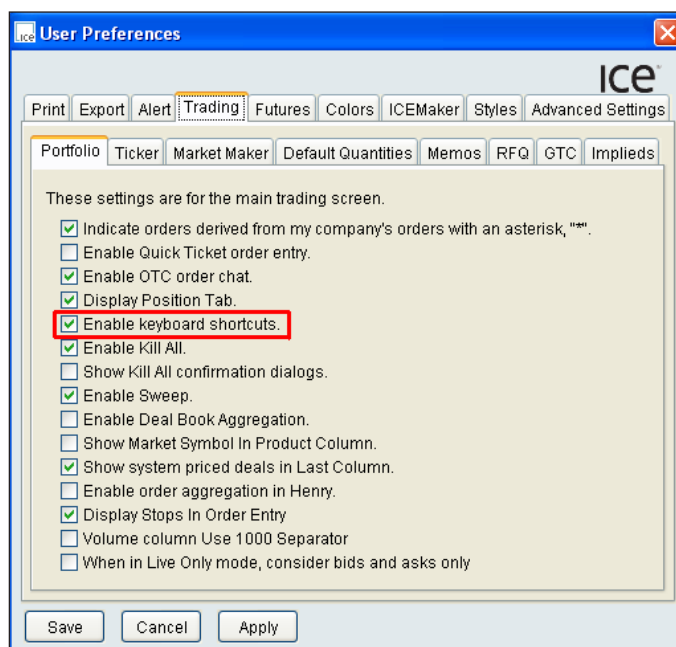 ice User Preferences
ice
Print Export Alert Trading Futures Colors ICEMaker Styles Advanced Settings
Portfolio Ticker Market Maker Default Quantities Memos RFQ GTC Implieds
These settings are for the main trading screen.
Indicate orders derived from my company's orders with an asterisk, "*".
Enable Quick Ticket order entry.
Enable OTC order chat.
Display Position Tab.
Enable keyboard shortcuts.
Enable Kill All.
Show Kill All confirmation dialogs.
Enable Sweep.
Enable Deal Book Aggregation.
Show Market Symbol In Product Column.
Show system priced deals in Last Column.
Enable order aggregation in Henry.
Display Stops In Order Entry
Volume column Use 1000 Separator
When in Live Only mode, consider bids and asks only
Save Cancel Apply